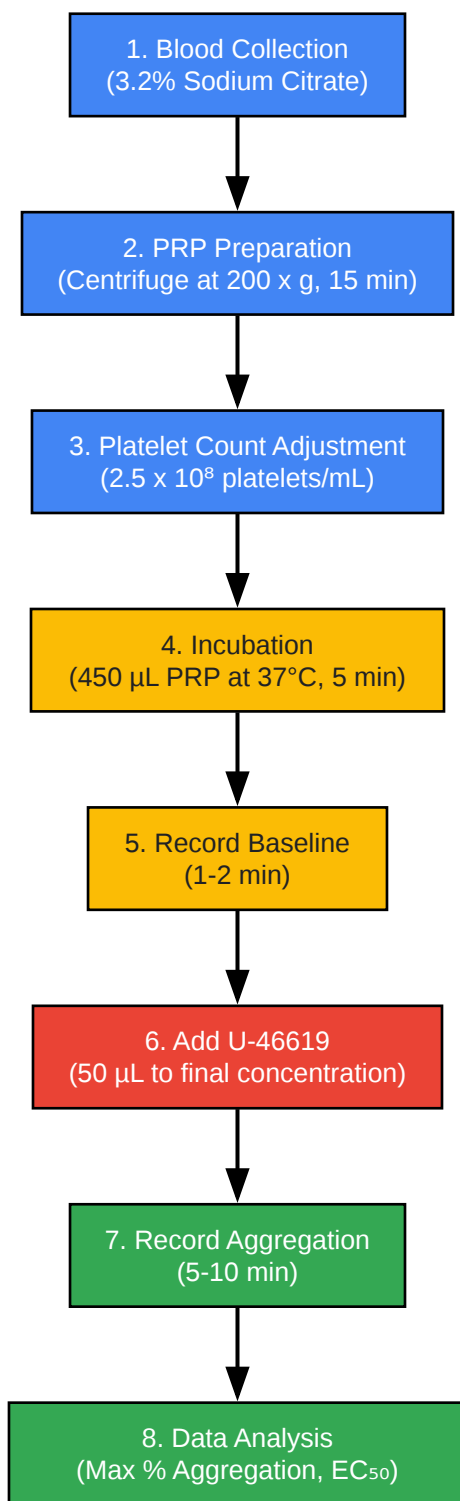 1. Blood Collection
(3.2% Sodium Citrate)
2. PRP Preparation
(Centrifuge at 200 x g, 15 min)
3. Platelet Count Adjustment
(2.5 x 10⁸ platelets/mL)
4. Incubation
(450 µL PRP at 37°C, 5 min)
5. Record Baseline
(1-2 min)
6. Add U-46619
(50 µL to final concentration)
7. Record Aggregation
(5-10 min)
8. Data Analysis
(Max % Aggregation, EC₅₀)